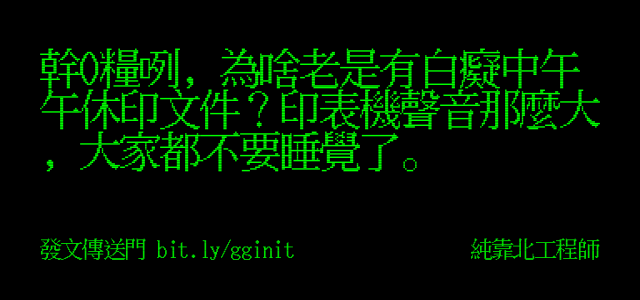 幹0糧咧，為啥老是有白癡中午
午休印文件？印表機聲音那麼大
，大家都不要睡覺了。
發文傳送門 bit.ly/gginit
純靠北工程師